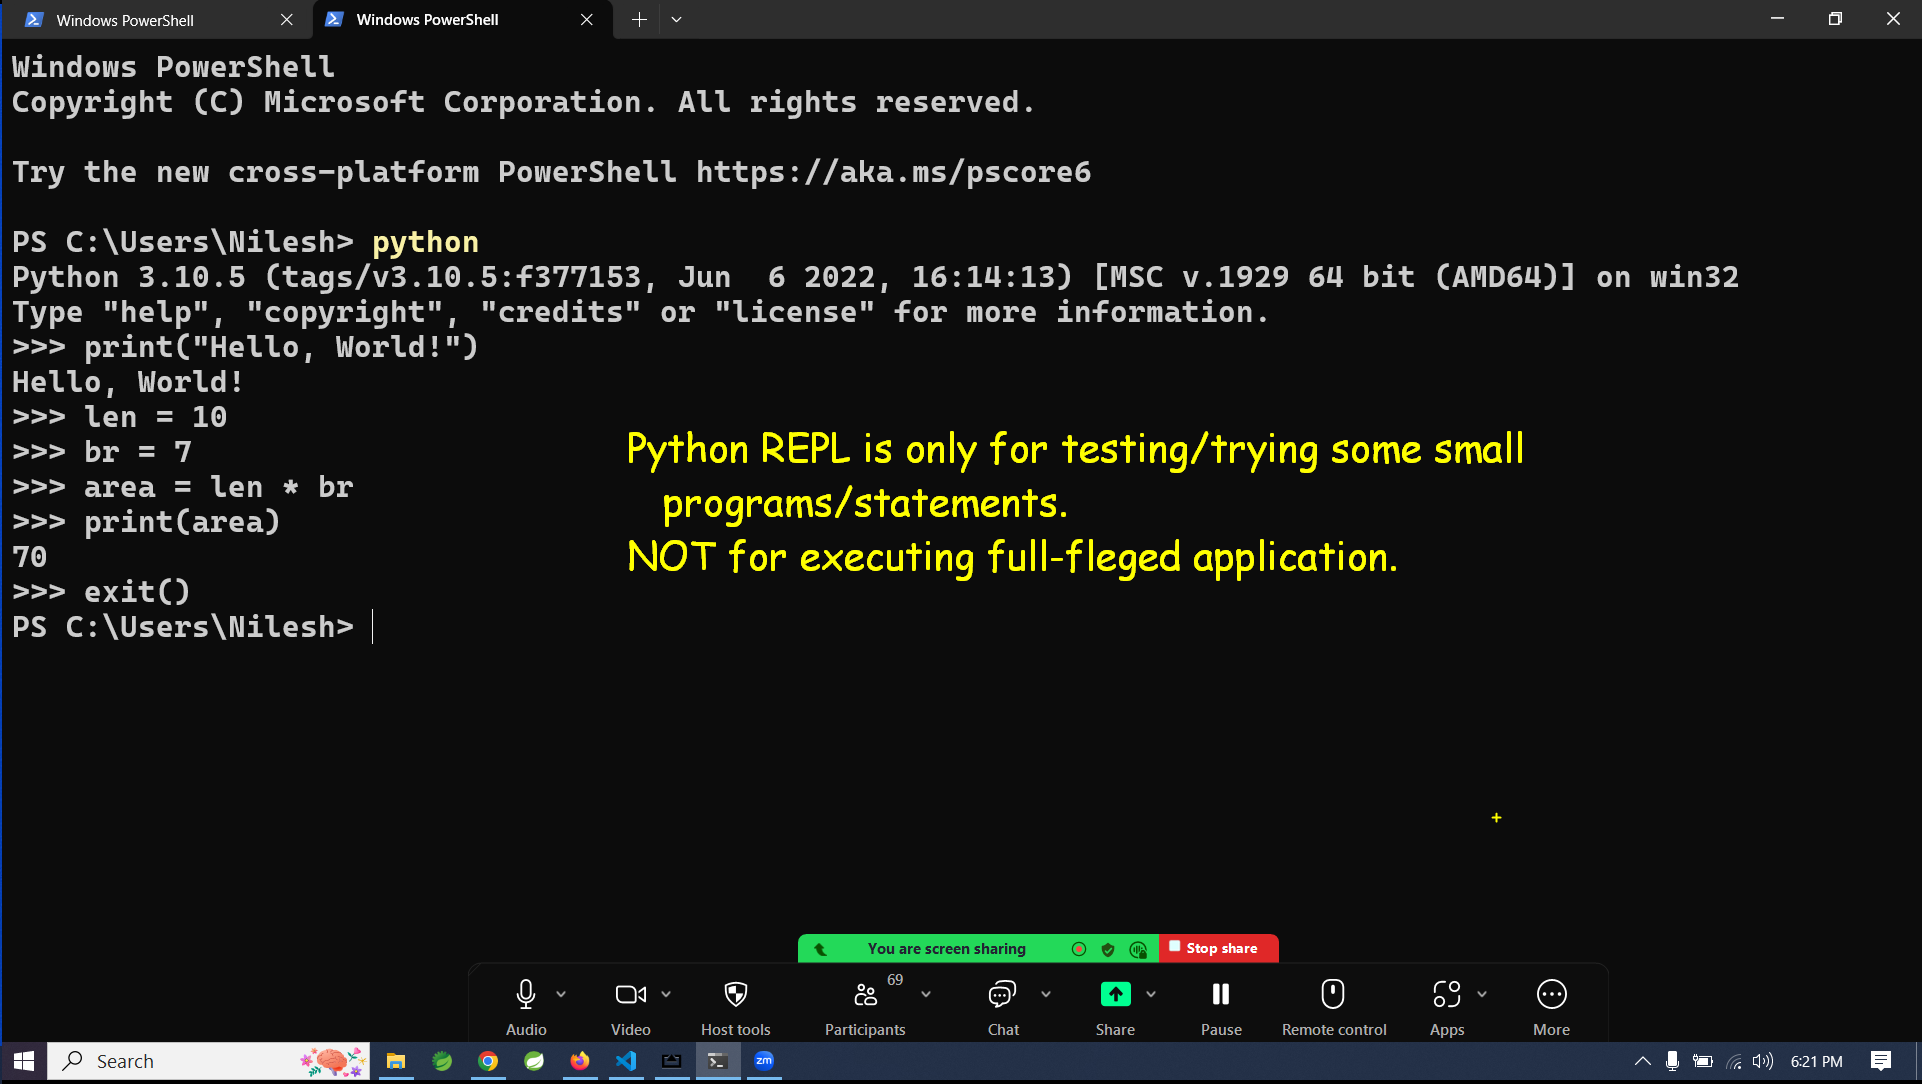 Windows PowerShell
Windows PowerShell
Windows PowerShell
Copyright (C) Microsoft Corporation. All rights reserved.
Try the new cross-platform PowerShell https://aka.ms/pscore6
PS C:\Users\Nilesh> python
Python 3.10.5 (tags/v3.10.5:f377153, Jun  6 2022, 16:14:13) [MSC v.1929 64 bit (AMD64)] on win32
Type "help", "copyright", "credits" or "license" for more information.
>>> print("Hello, World!")
Hello, World!
>>> len = 10
>>> br = 7
>>> area = len * br
>>> print(area)
70
>>> exit()
PS C:\Users\Nilesh>
Python REPL is only for testing/trying some small
programs/statements.
NOT for executing full-fleged application.
You are screen sharing
Stop share
69
Audio
Video
Host tools
Participants
Chat
Share
Pause
Remote control
Apps
More
Search
zm
6:21 PM